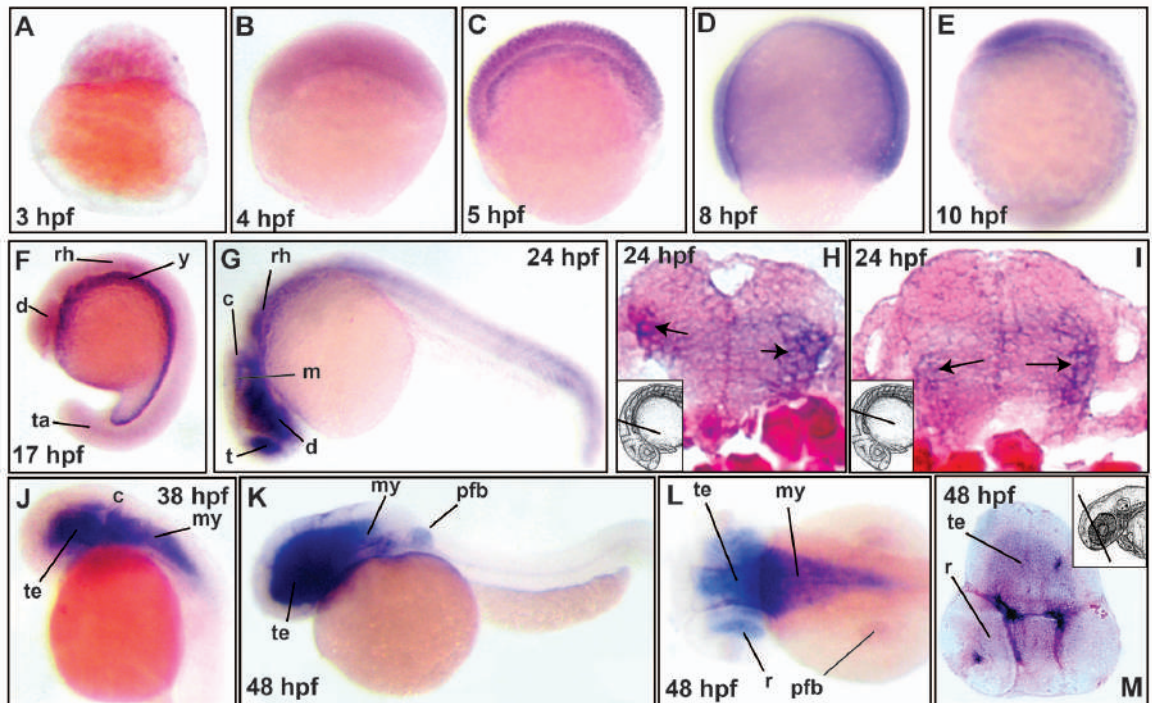 A
3 hpf
B
4 hpf
C
5 hpf
D
8 hpf
E
10 hpf
F
rh
y
d
ta
17 hpf
G
24 hpf
rh
c
m
d
t
24 hpf
H
24 hpf
I
J
38 hpf
c
my
te
K
my
pfb
te
48 hpf
L
te
my
r
pfb
48 hpf
48 hpf
te
r
M